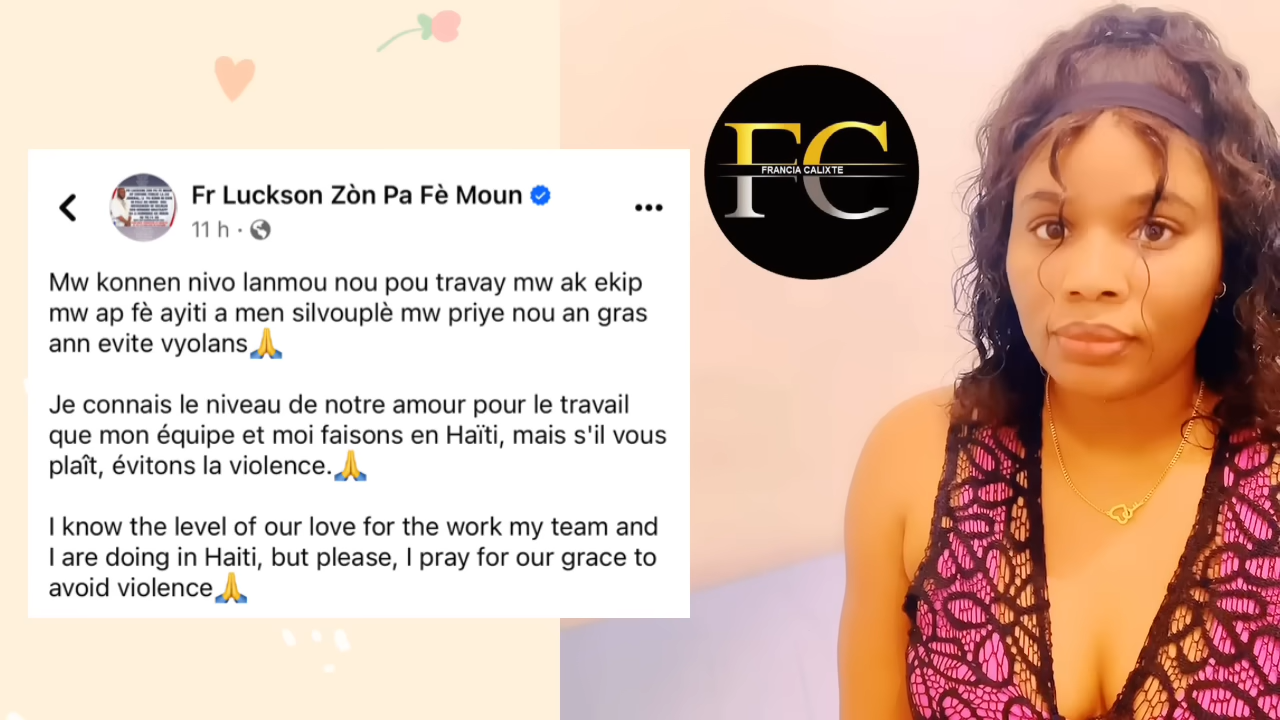 Fr Luckson Zòn Pa Fè Moun
11 h ·
Mw konnen nivo lanmou nou pou travay mw ak ekip
mw ap fè ayiti a men silvouplè mw priye nou an gras
ann evite vyolans🙏
Je connais le niveau de notre amour pour le travail
que mon équipe et moi faisons en Haïti, mais s'il vous
plaît, évitons la violence.🙏
I know the level of our love for the work my team and
I are doing in Haiti, but please, I pray for our grace to
avoid violence🙏
FC
FRANCIA CALIXTE